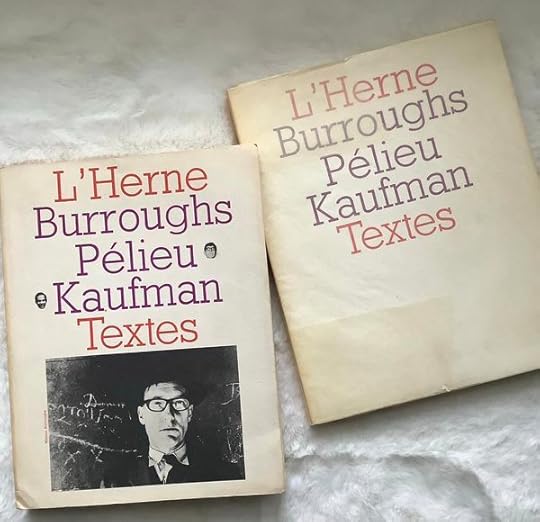 L'Herne
Burroughs
Pélieu
Kaufman
Textes
L'Herne
Burroughs
Pélieu
Kaufman
Textes